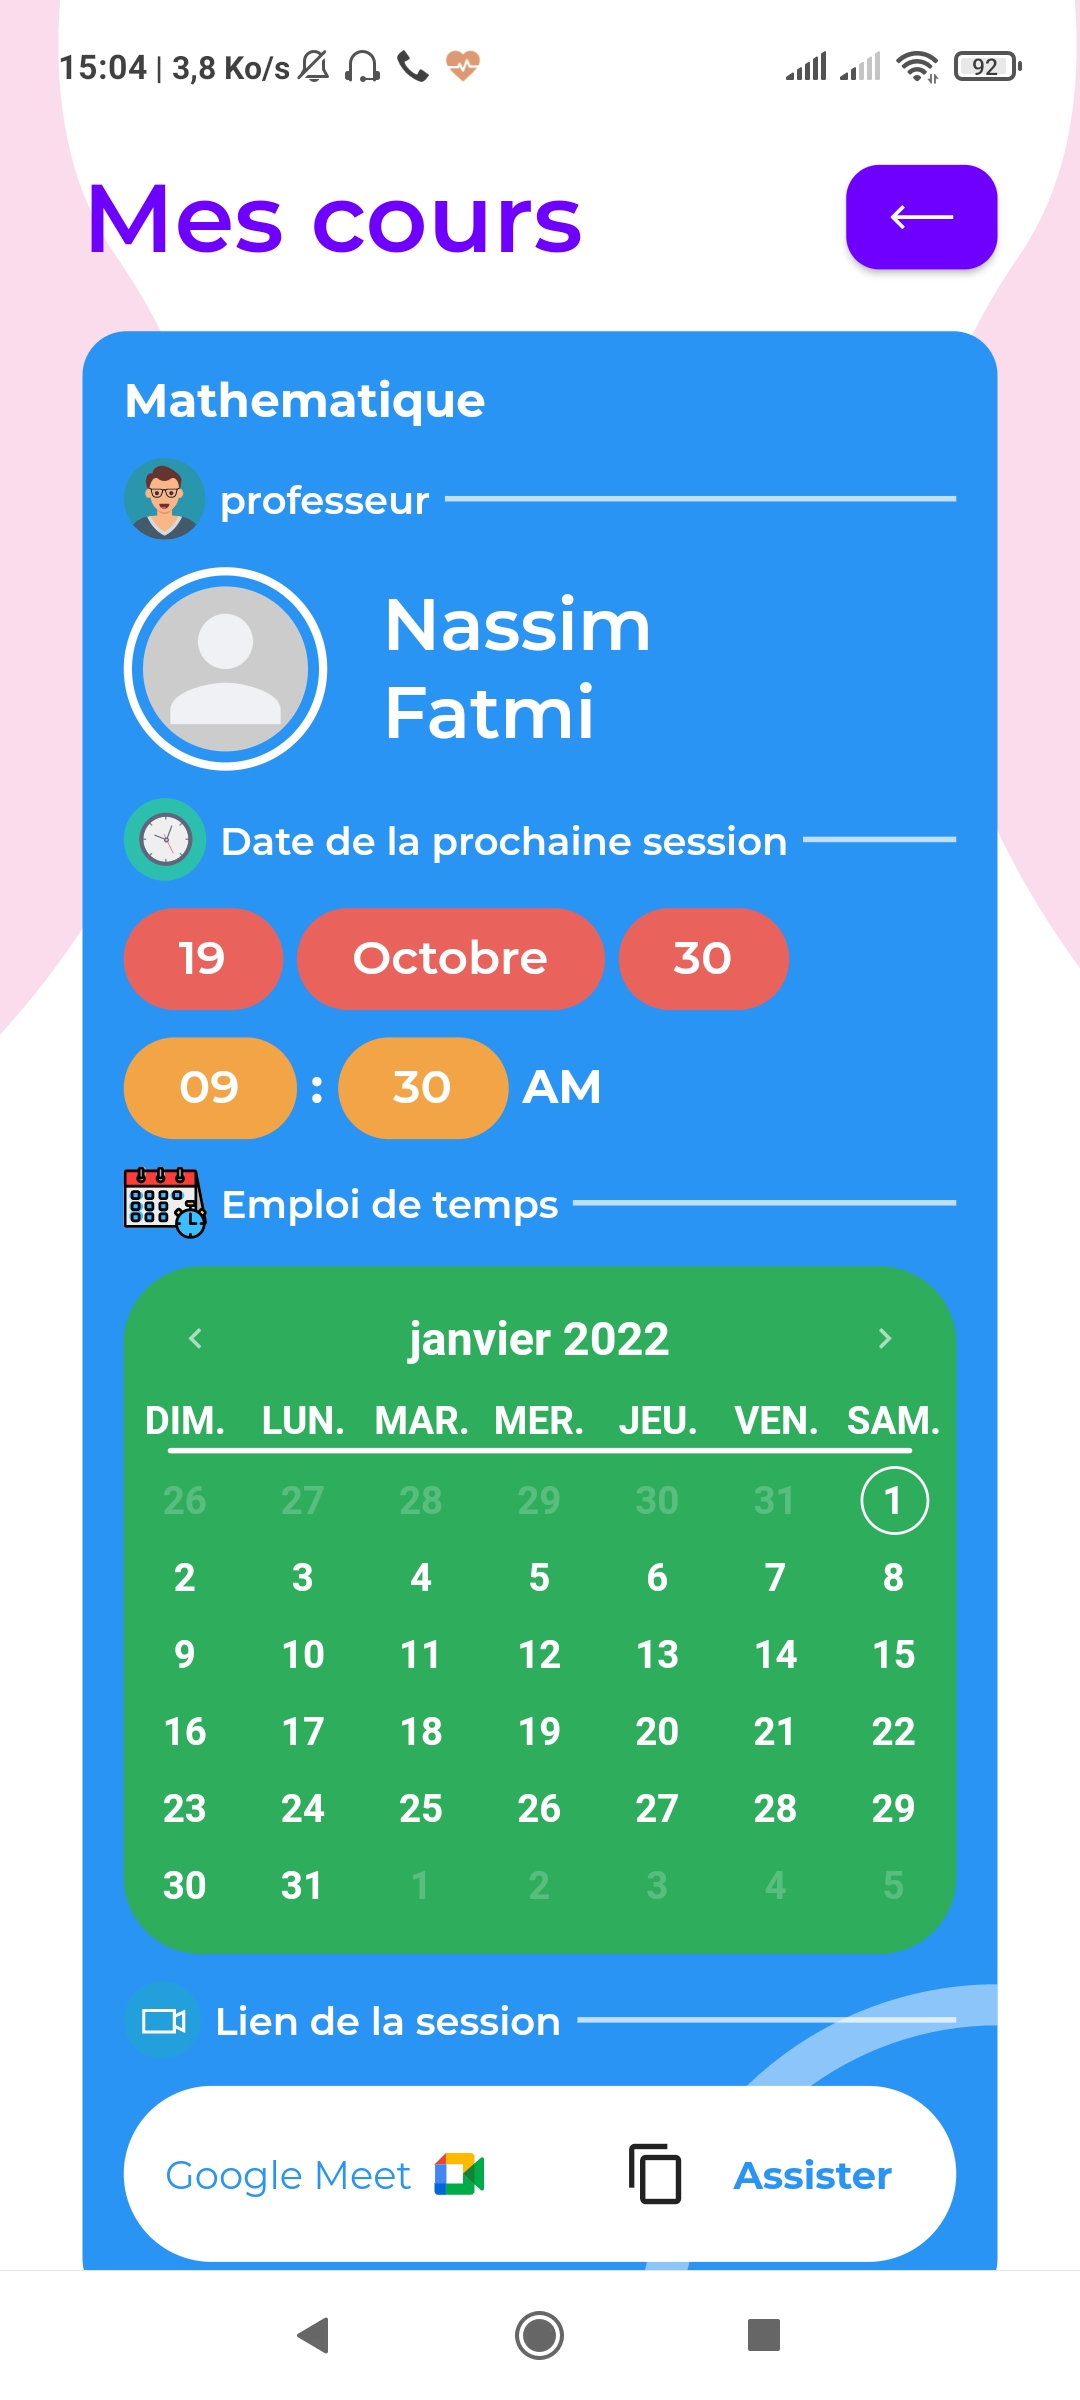 15:04 | 3,8 Ko/s 92
Mes cours
Mathematique
professeur
Nassim
Fatmi
Date de la prochaine session
19 Octobre 30
09 : 30 AM
Emploi de temps
janvier 2022
DIM. LUN. MAR. MER. JEU. VEN. SAM.
26 27 28 29 30 31 1
2 3 4 5 6 7 8
9 10 11 12 13 14 15
16 17 18 19 20 21 22
23 24 25 26 27 28 29
30 31 1 2 3 4 5
Lien de la session
Google Meet Assister